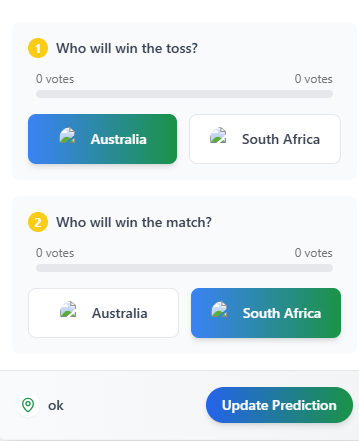 1 Who will win the toss?
0 votes 0 votes
Australia South Africa
2 Who will win the match?
0 votes 0 votes
Australia South Africa
ok Update Prediction